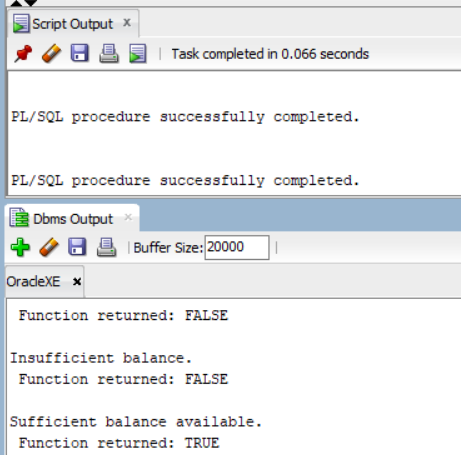 Script Output x
Task completed in 0.066 seconds
PL/SQL procedure successfully completed.
PL/SQL procedure successfully completed.
Dbms Output x
Buffer Size: 20000
OracleXE x
Function returned: FALSE
Insufficient balance.
Function returned: FALSE
Sufficient balance available.
Function returned: TRUE